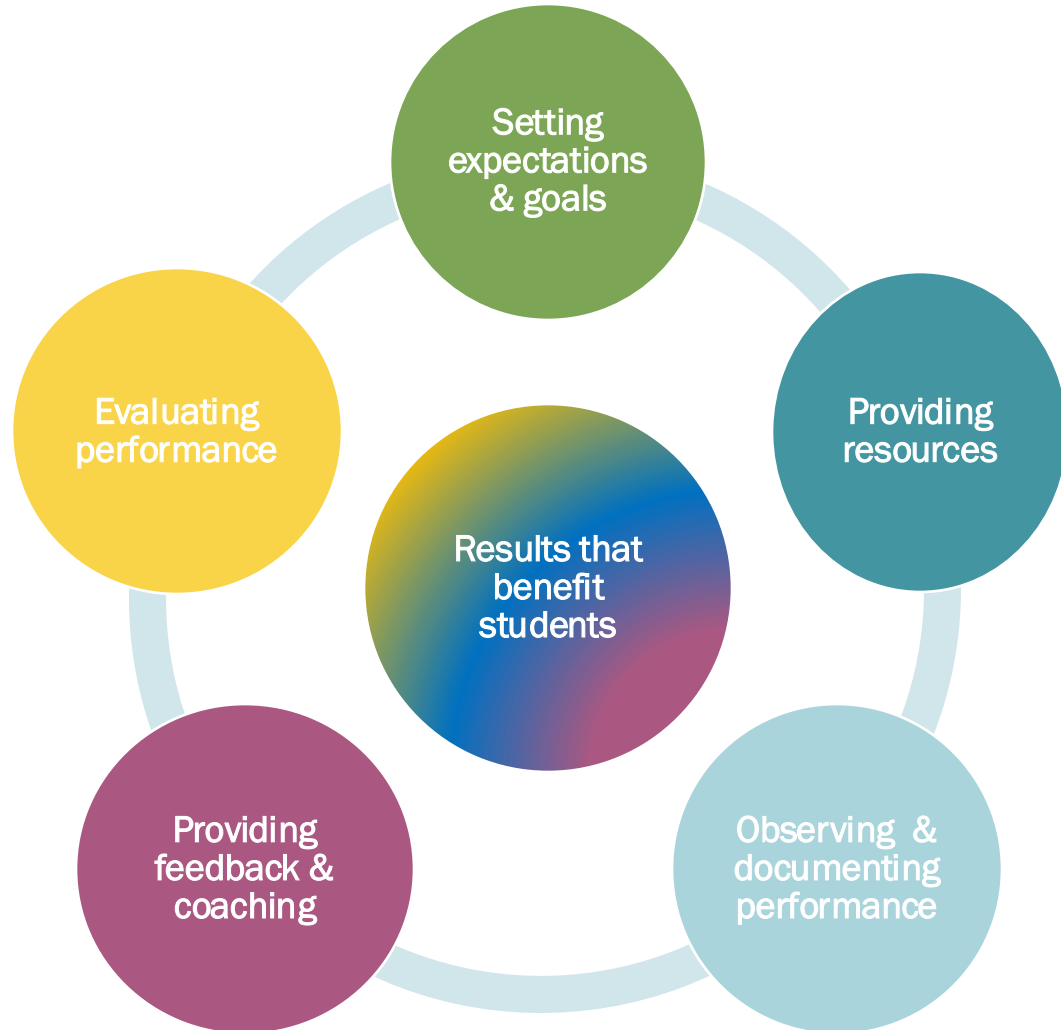 Setting
expectations
& goals
Providing
resources
Observing & 
documenting
performance
Providing
feedback &
coaching
Evaluating
performance
Results that
benefit
students